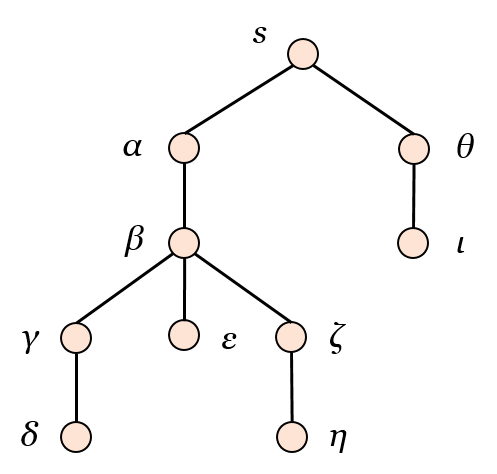 s
α θ
β ι
γ ε ζ
δ η